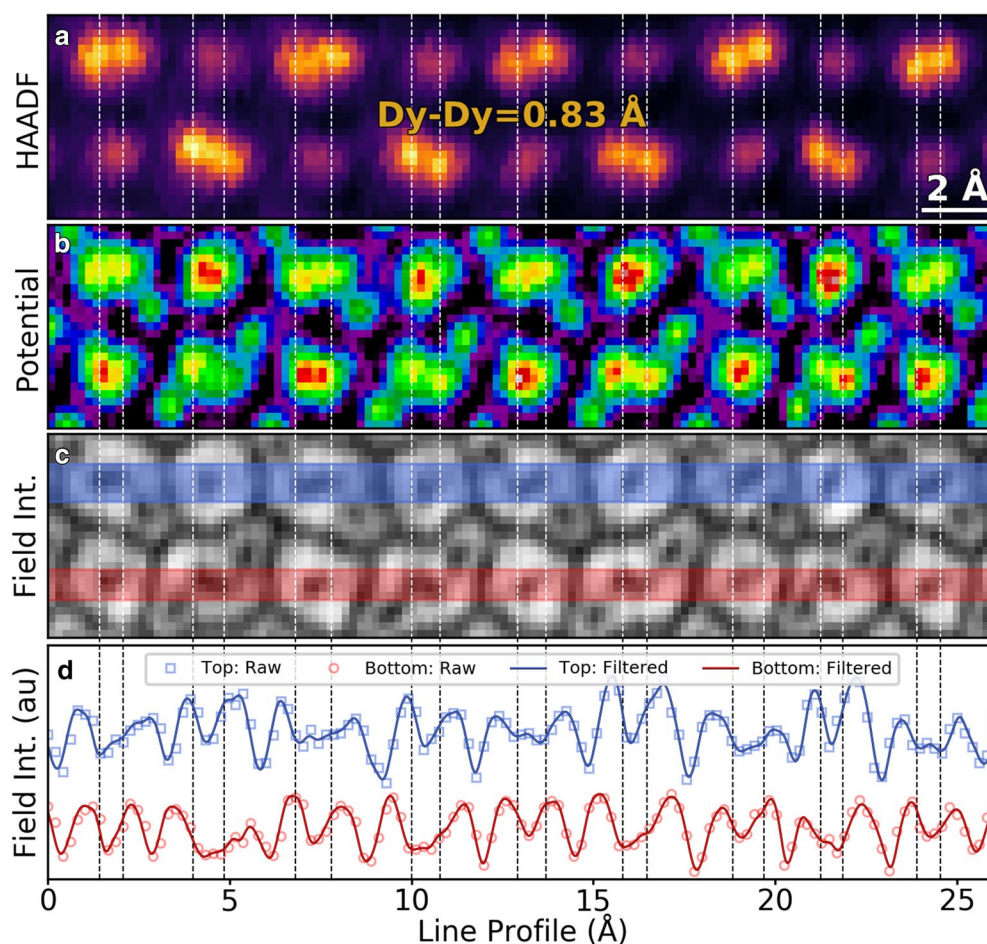 a
HAADF
Dy-Dy=0.83 Å
2 Å
b
Potential
c
Field Int.
d
Top: Raw
Bottom: Raw
Top: Filtered
Bottom: Filtered
Field Int. (au)
0 5 10 15 20 25
Line Profile (Å)